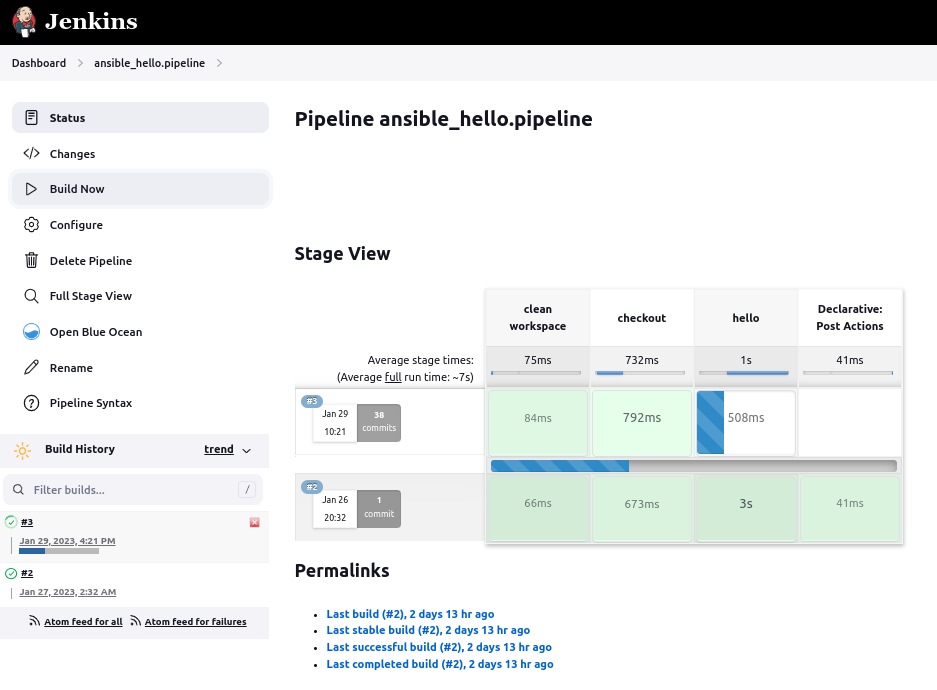 Jenkins
Dashboard
ansible_hello.pipeline
Status
Changes
Build Now
Configure
Delete Pipeline
Full Stage View
Open Blue Ocean
Rename
Pipeline Syntax
Build History
trend
Filter builds...
/
#3
Jan 29, 2023, 4:21 PM
#2
Jan 27, 2023, 2:32 AM
Atom feed for all
Atom feed for failures
Pipeline ansible_hello.pipeline
Stage View
clean
workspace
checkout
hello
Declarative:
Post Actions
Average stage times:
(Average full run time: ~7s)
75ms
732ms
1s
41ms
#3
Jan 29
10:21
38
commits
84ms
792ms
508ms
#2
Jan 26
20:32
1
commit
66ms
673ms
3s
41ms
Permalinks
Last build (#2), 2 days 13 hr ago
Last stable build (#2), 2 days 13 hr ago
Last successful build (#2), 2 days 13 hr ago
Last completed build (#2), 2 days 13 hr ago